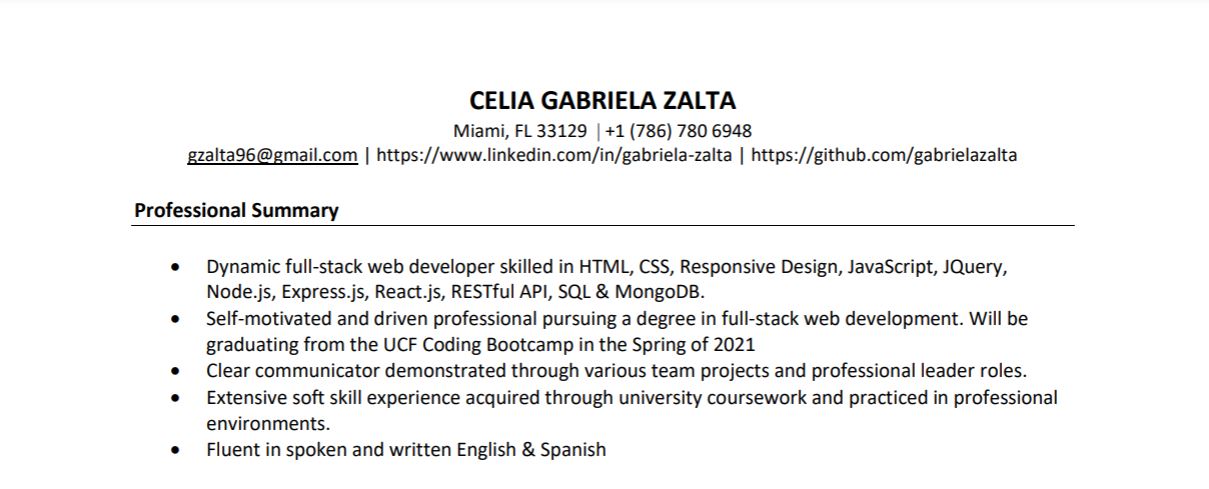 CELIA GABRIELA ZALTA
Miami, FL 33129 | +1 (786) 780 6948
gzalta96@gmail.com | https://www.linkedin.com/in/gabriela-zalta | https://github.com/gabrielazalta
Professional Summary
• Dynamic full-stack web developer skilled in HTML, CSS, Responsive Design, JavaScript, JQuery,
Node.js, Express.js, React.js, RESTful API, SQL & MongoDB.
• Self-motivated and driven professional pursuing a degree in full-stack web development. Will be
graduating from the UCF Coding Bootcamp in the Spring of 2021
• Clear communicator demonstrated through various team projects and professional leader roles.
• Extensive soft skill experience acquired through university coursework and practiced in professional
environments.
• Fluent in spoken and written English & Spanish